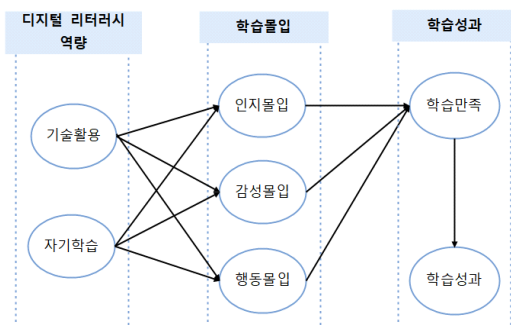 디지털 리터러시
역량
학습몰입
학습성과
기술활용
자기학습
인지몰입
감성몰입
행동몰입
학습만족
학습성과